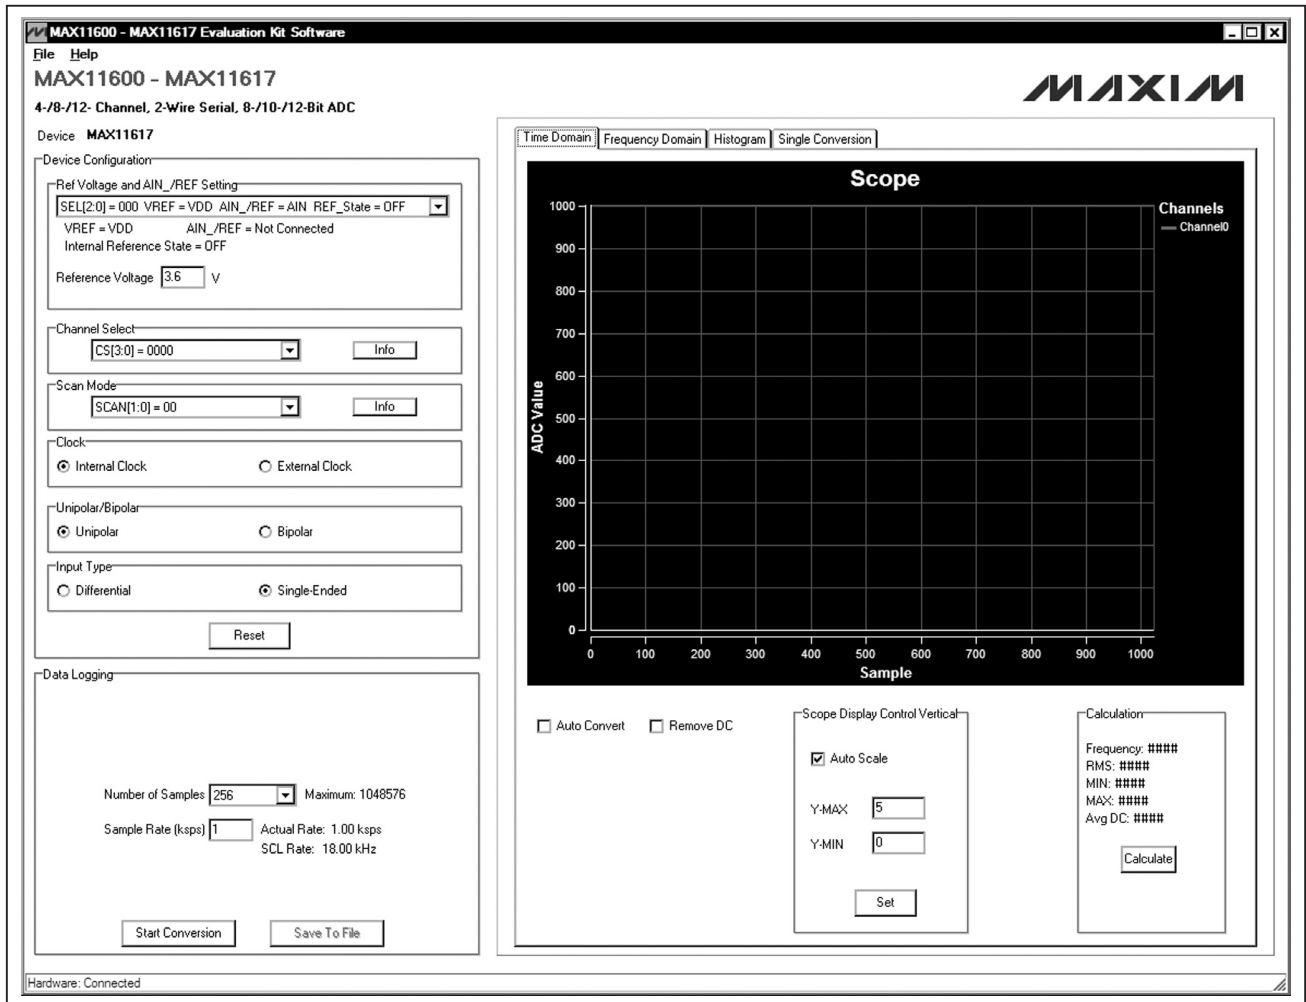 MAX11600 - MAX11617 Evaluation Kit Software
File Help
MAX11600 - MAX11617
MAXIM
4-/8-/12- Channel, 2-Wire Serial, 8-/10-/12-Bit ADC
Device MAX11617
Device Configuration
Ref Voltage and AIN_/REF Setting
SEL[2:0] = 000 VREF = VDD AIN_/REF = AIN REF_State = OFF
VREF = VDD AIN_/REF = Not Connected
Internal Reference State = OFF
Reference Voltage 3.6 V
Channel Select
CS[3:0] = 0000 Info
Scan Mode
SCAN[1:0] = 00 Info
Clock
Internal Clock External Clock
Unipolar/Bipolar
Unipolar Bipolar
Input Type
Differential Single-Ended
Reset
Data Logging
Number of Samples 256 Maximum: 1048576
Sample Rate (ksps) 1 Actual Rate: 1.00 ksps
SCL Rate: 18.00 kHz
Start Conversion Save To File
Time Domain Frequency Domain Histogram Single Conversion
Scope
Channels
Channel0
ADC Value
1000
900
800
700
600
500
400
300
200
100
0
0 100 200 300 400 500 600 700 800 900 1000
Sample
Auto Convert Remove DC
Scope Display Control Vertical
Auto Scale
Y-MAX 5
Y-MIN 0
Set
Calculation
Frequency: ####
RMS: ####
MIN: ####
MAX: ####
Avg DC: ####
Calculate
Hardware: Connected